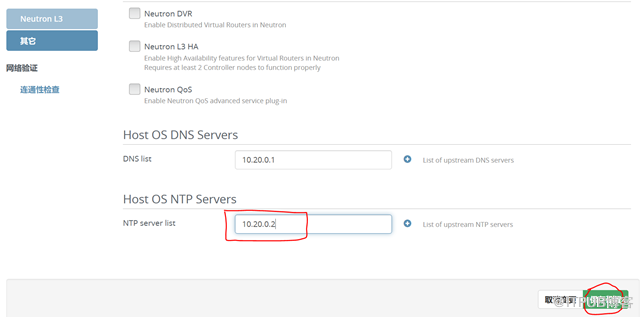 Neutron L3
其它
网络验证
连通性检查
Neutron DVR
Enable Distributed Virtual Routers in Neutron
Neutron L3 HA
Enable High Availability features for Virtual Routers in Neutron
Requires at least 2 Controller nodes to function properly
Neutron QoS
Enable Neutron QoS advanced service plug-in
Host OS DNS Servers
DNS list
10.20.0.1
List of upstream DNS servers
Host OS NTP Servers
NTP server list
10.20.0.2
List of upstream NTP servers